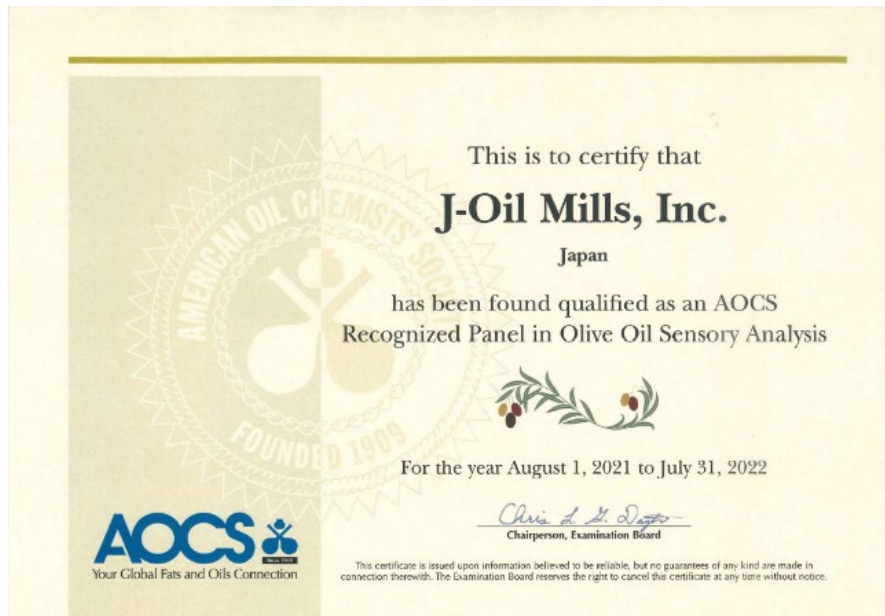 This is to certify that
J-Oil Mills, Inc.
Japan
has been found qualified as an AOCS
Recognized Panel in Olive Oil Sensory Analysis
For the year August 1, 2021 to July 31, 2022
Chris L. G.
Chairperson, Examination Board
This certificate is issued upon information believed to be reliable, but no guarantees of any kind are made in
connection therewith. The Examination Board reserves the right to cancel this certificate at any time without notice.
AMERICAN OIL CHEMISTS' SOCIETY
FOUNDED 1909
AOCS
Since 1909
Your Global Fats and Oils Connection